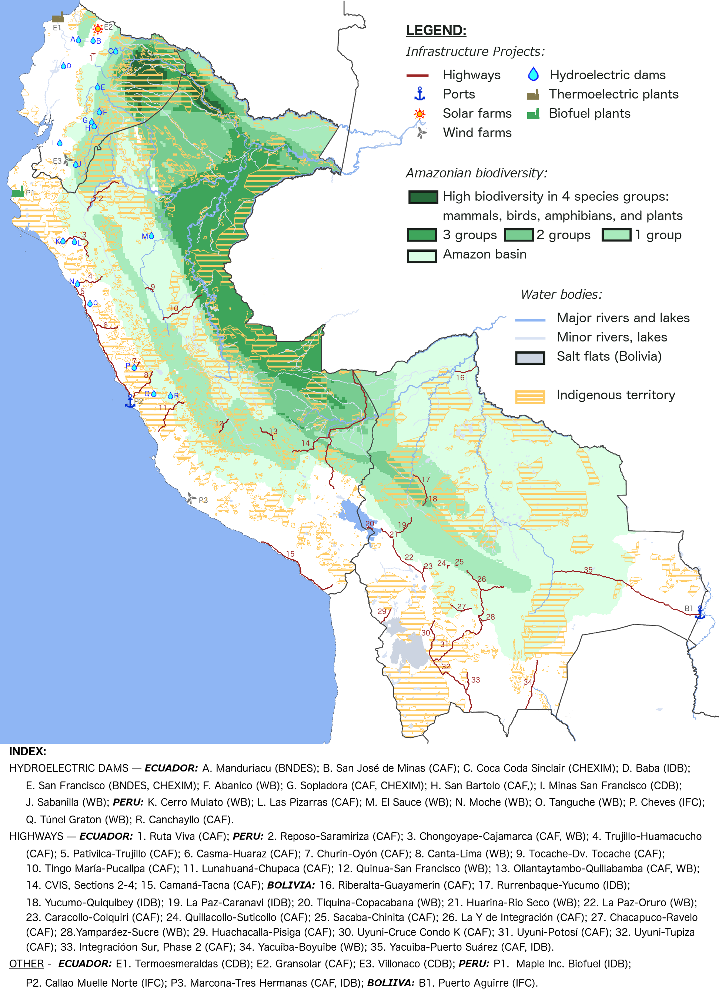 LEGEND:
Infrastructure Projects:
Highways
Hydroelectric dams
Ports
Thermoelectric plants
Solar farms
Biofuel plants
Wind farms
Amazonian biodiversity:
High biodiversity in 4 species groups:
mammals, birds, amphibians, and plants
3 groups
2 groups
1 group
Amazon basin
Water bodies:
Major rivers and lakes
Minor rivers, lakes
Salt flats (Bolivia)
Indigenous territory
E1
E2
A
B
C
1
D
E
F
G
H
I
E3
J
P1
2
3
K
L
M
N
4
5
9
O
10
6
7
P
8
Q
R
P2
11
12
13
14
P3
15
16
17
18
19
20
21
22
23
24
25
26
27
28
29
30
31
32
33
34
35
B1
INDEX:
HYDROELECTRIC DAMS — ECUADOR: A. Manduriacu (BNDES); B. San José de Minas (CAF); C. Coca Coda Sinclair (CHEXIM); D. Baba (IDB);
E. San Francisco (BNDES, CHEXIM); F. Abanico (WB); G. Sopladora (CAF, CHEXIM); H. San Bartolo (CAF,); I. Minas San Francisco (CDB);
J. Sabanilla (WB); PERU: K. Cerro Mulato (WB); L. Las Pizarras (CAF); M. El Sauce (WB); N. Moche (WB); O. Tanguche (WB); P. Cheves (IFC);
Q. Túnel Graton (WB); R. Canchayllo (CAF).
HIGHWAYS — ECUADOR: 1. Ruta Viva (CAF); PERU: 2. Reposo-Saramiriza (CAF); 3. Chongoyape-Cajamarca (CAF, WB); 4. Trujillo-Huamacucho
(CAF); 5. Pativilca-Trujillo (CAF); 6. Casma-Huaraz (CAF); 7. Churín-Oyón (CAF); 8. Canta-Lima (WB); 9. Tocache-Dv. Tocache (CAF);
10. Tingo María-Pucallpa (CAF); 11. Lunahuaná-Chupaca (CAF); 12. Quinua-San Francisco (WB); 13. Ollantaytambo-Quillabamba (CAF, WB);
14. CVIS, Sections 2-4; 15. Camaná-Tacna (CAF); BOLIVIA: 16. Riberalta-Guayamerín (CAF); 17. Rurrenbaque-Yucumo (IDB);
18. Yucumo-Quiquibey (IDB); 19. La Paz-Caranavi (IDB); 20. Tiquina-Copacabana (WB); 21. Huarina-Rio Seco (WB); 22. La Paz-Oruro (WB);
23. Caracollo-Colquiri (CAF); 24. Quillacollo-Suticollo (CAF); 25. Sacaba-Chinita (CAF); 26. La Y de Integración (CAF); 27. Chacapuco-Ravelo
(CAF); 28.Yamparáez-Sucre (WB); 29. Huachacalla-Pisiga (CAF); 30. Uyuni-Cruce Condo K (CAF); 31. Uyuni-Potosí (CAF); 32. Uyuni-Tupiza
(CAF); 33. Integracióon Sur, Phase 2 (CAF); 34. Yacuiba-Boyuibe (WB); 35. Yacuiba-Puerto Suárez (CAF, IDB).
OTHER - ECUADOR: E1. Termoesmeraldas (CDB); E2. Gransolar (CAF); E3. Villonaco (CDB); PERU: P1. Maple Inc. Biofuel (IDB);
P2. Callao Muelle Norte (IFC); P3. Marcona-Tres Hermanas (CAF, IDB); BOLIIVA: B1. Puerto Aguirre (IFC).